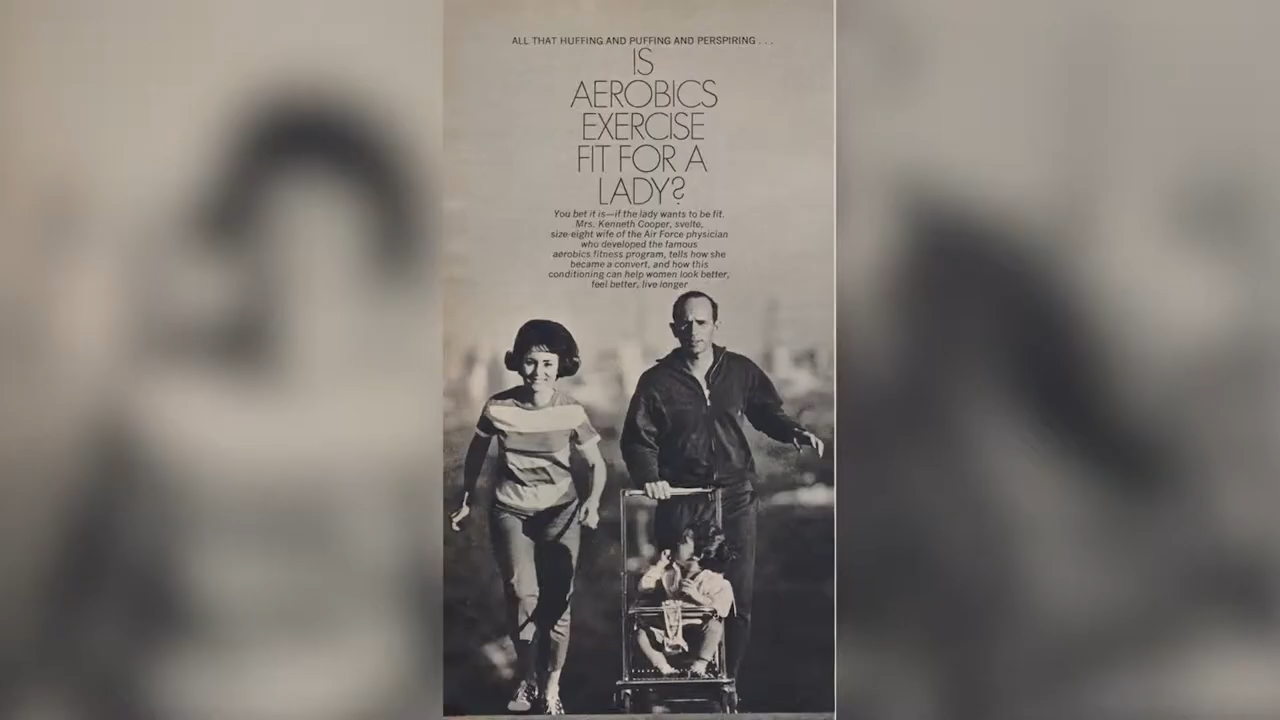 ALL THAT HUFFING AND PUFFING AND PERSPIRING . . .
IS
AEROBICS
EXERCISE
FIT FOR A
LADY?
You bet it is—if the lady wants to be fit.
Mrs. Kenneth Cooper, svelte,
size-eight wife of the Air Force physician
who developed the famous
aerobics fitness program, tells how she
became a convert, and how this
conditioning can help women look better,
feel better, live longer